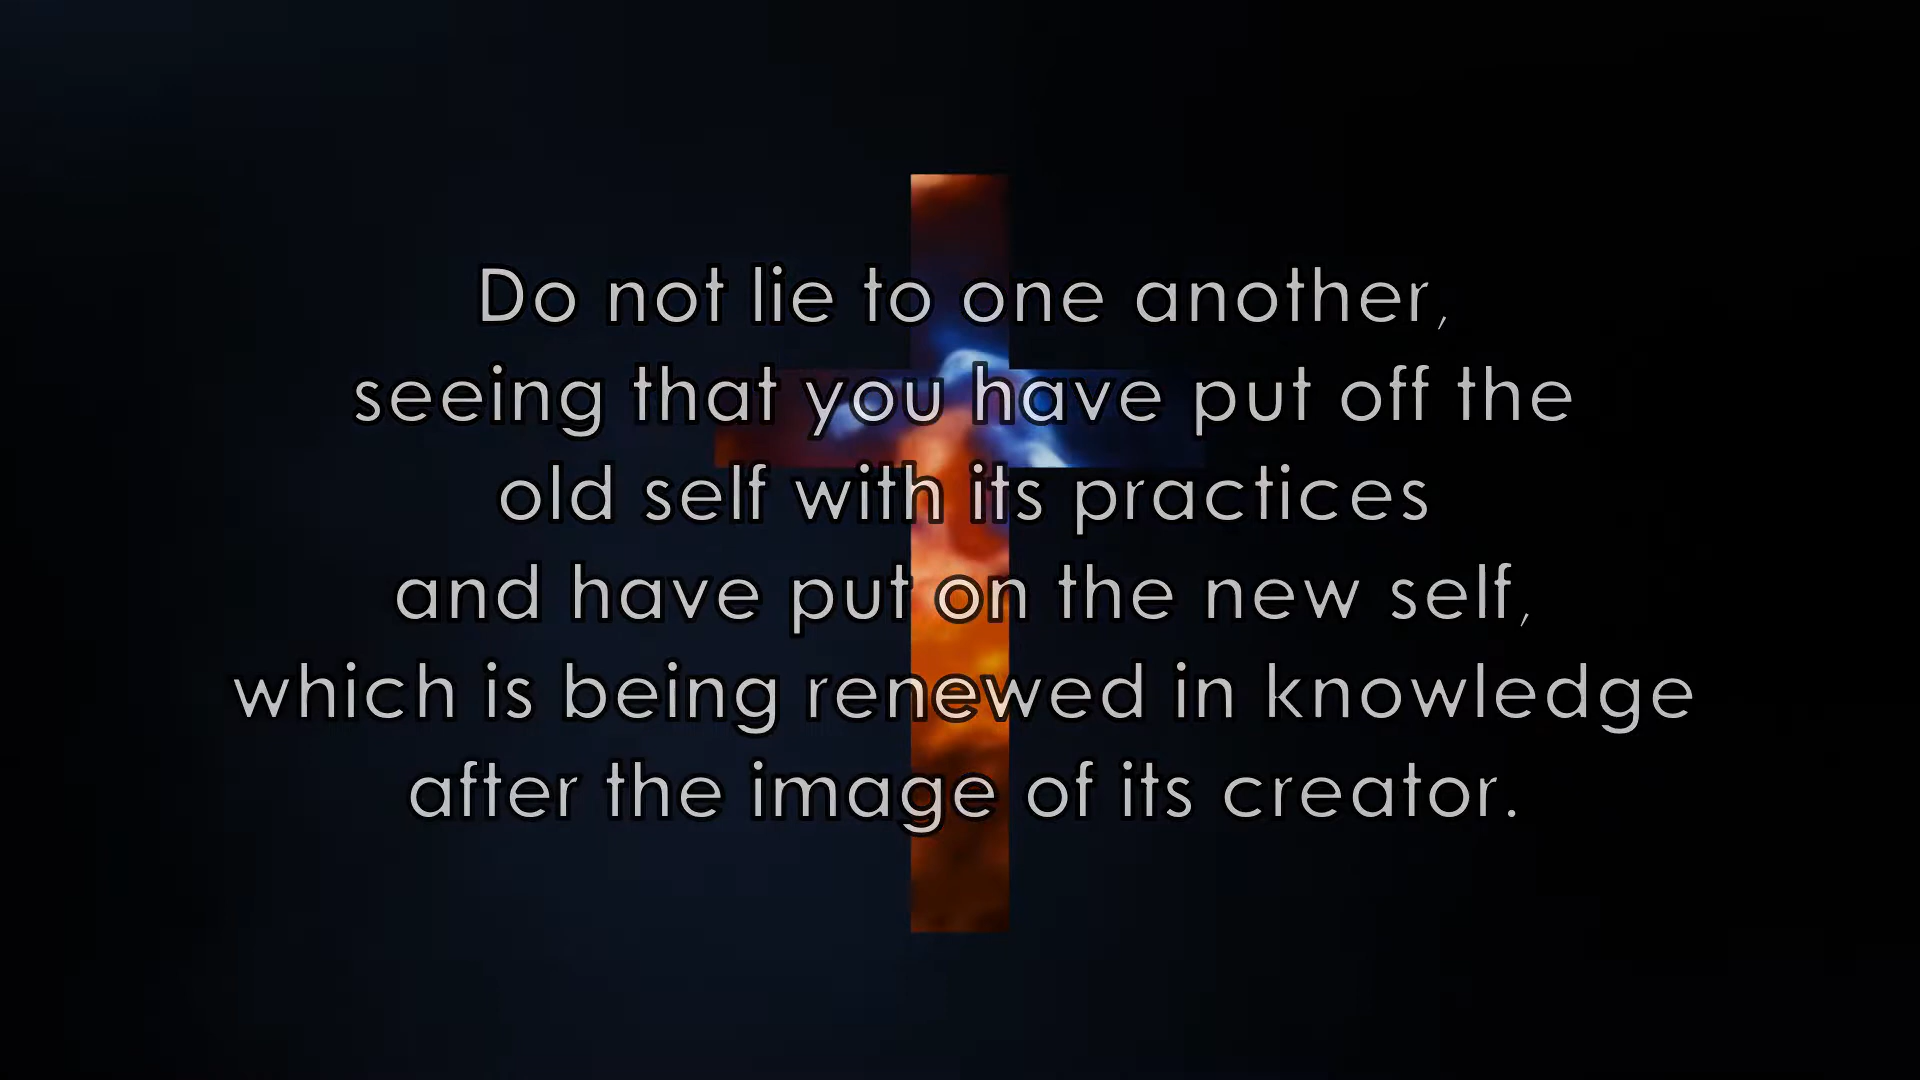 Do not lie to one another,
seeing that you have put off the
old self with its practices
and have put on the new self,
which is being renewed in knowledge
after the image of its creator.